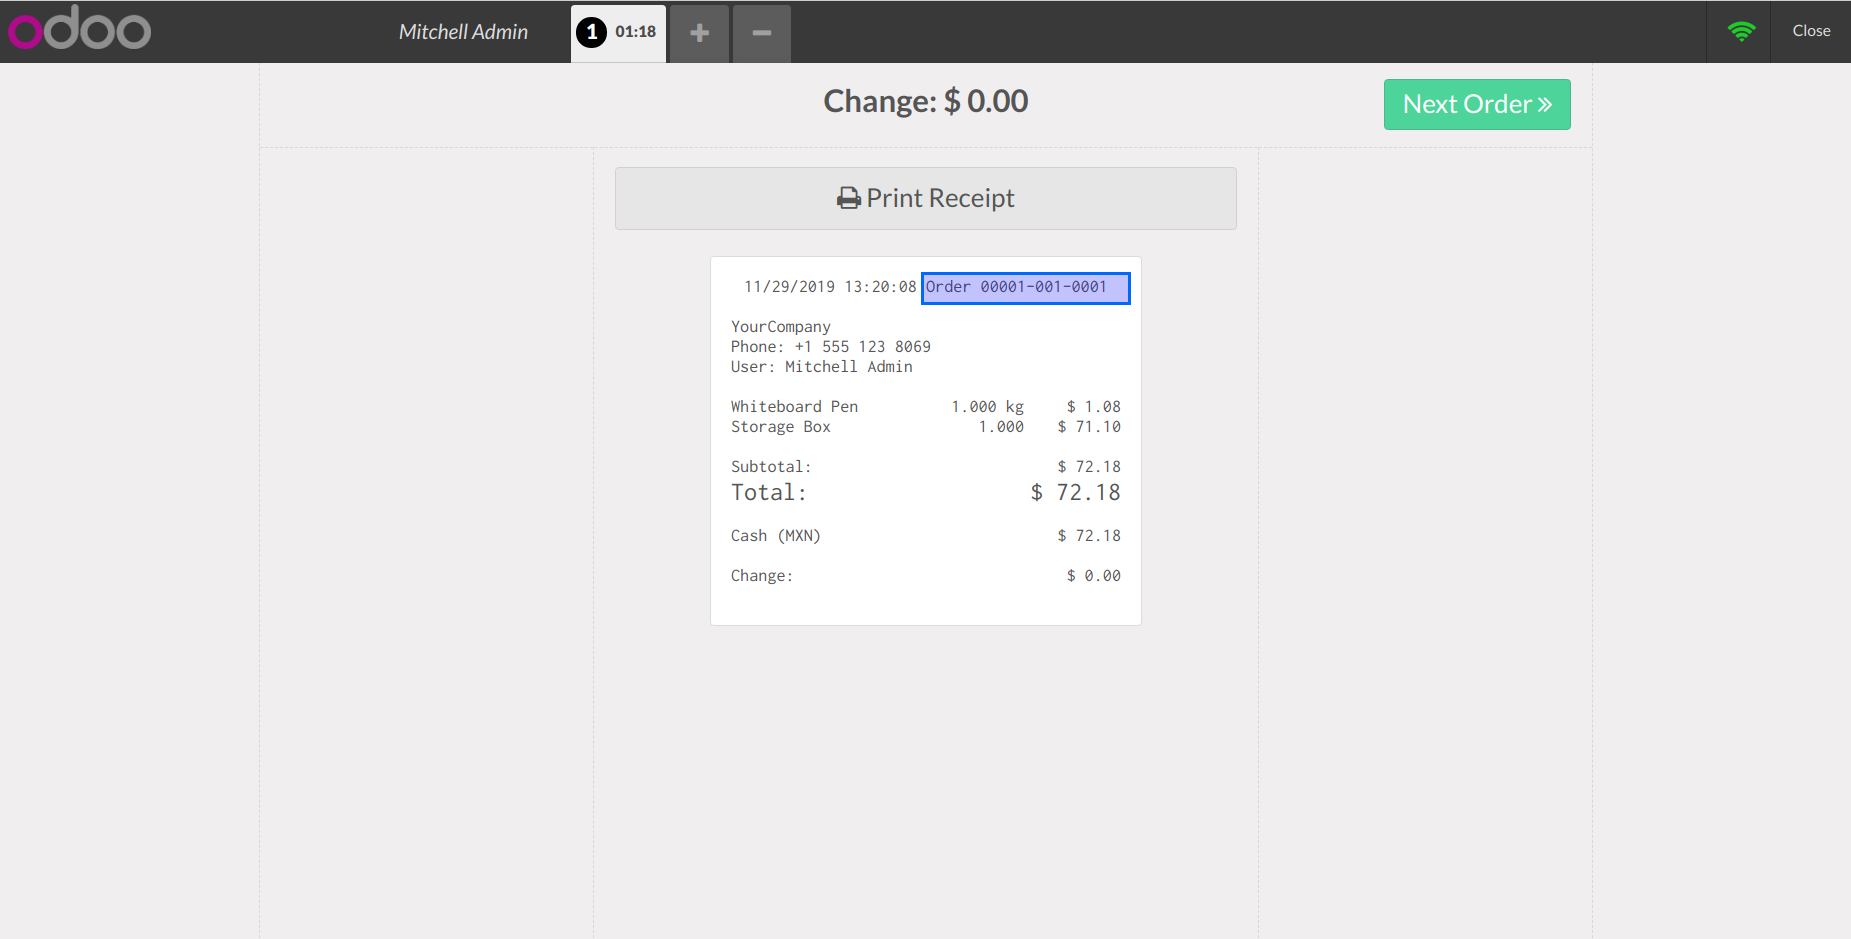 odoo
Mitchell Admin
1 01:18
Close
Change: $ 0.00
Next Order
Print Receipt
11/29/2019 13:20:08 Order 00001-001-0001
YourCompany
Phone: +1 555 123 8069
User: Mitchell Admin
Whiteboard Pen 1.000 kg $ 1.08
Storage Box 1.000 $ 71.10
Subtotal: $ 72.18
Total: $ 72.18
Cash (MXN) $ 72.18
Change: $ 0.00